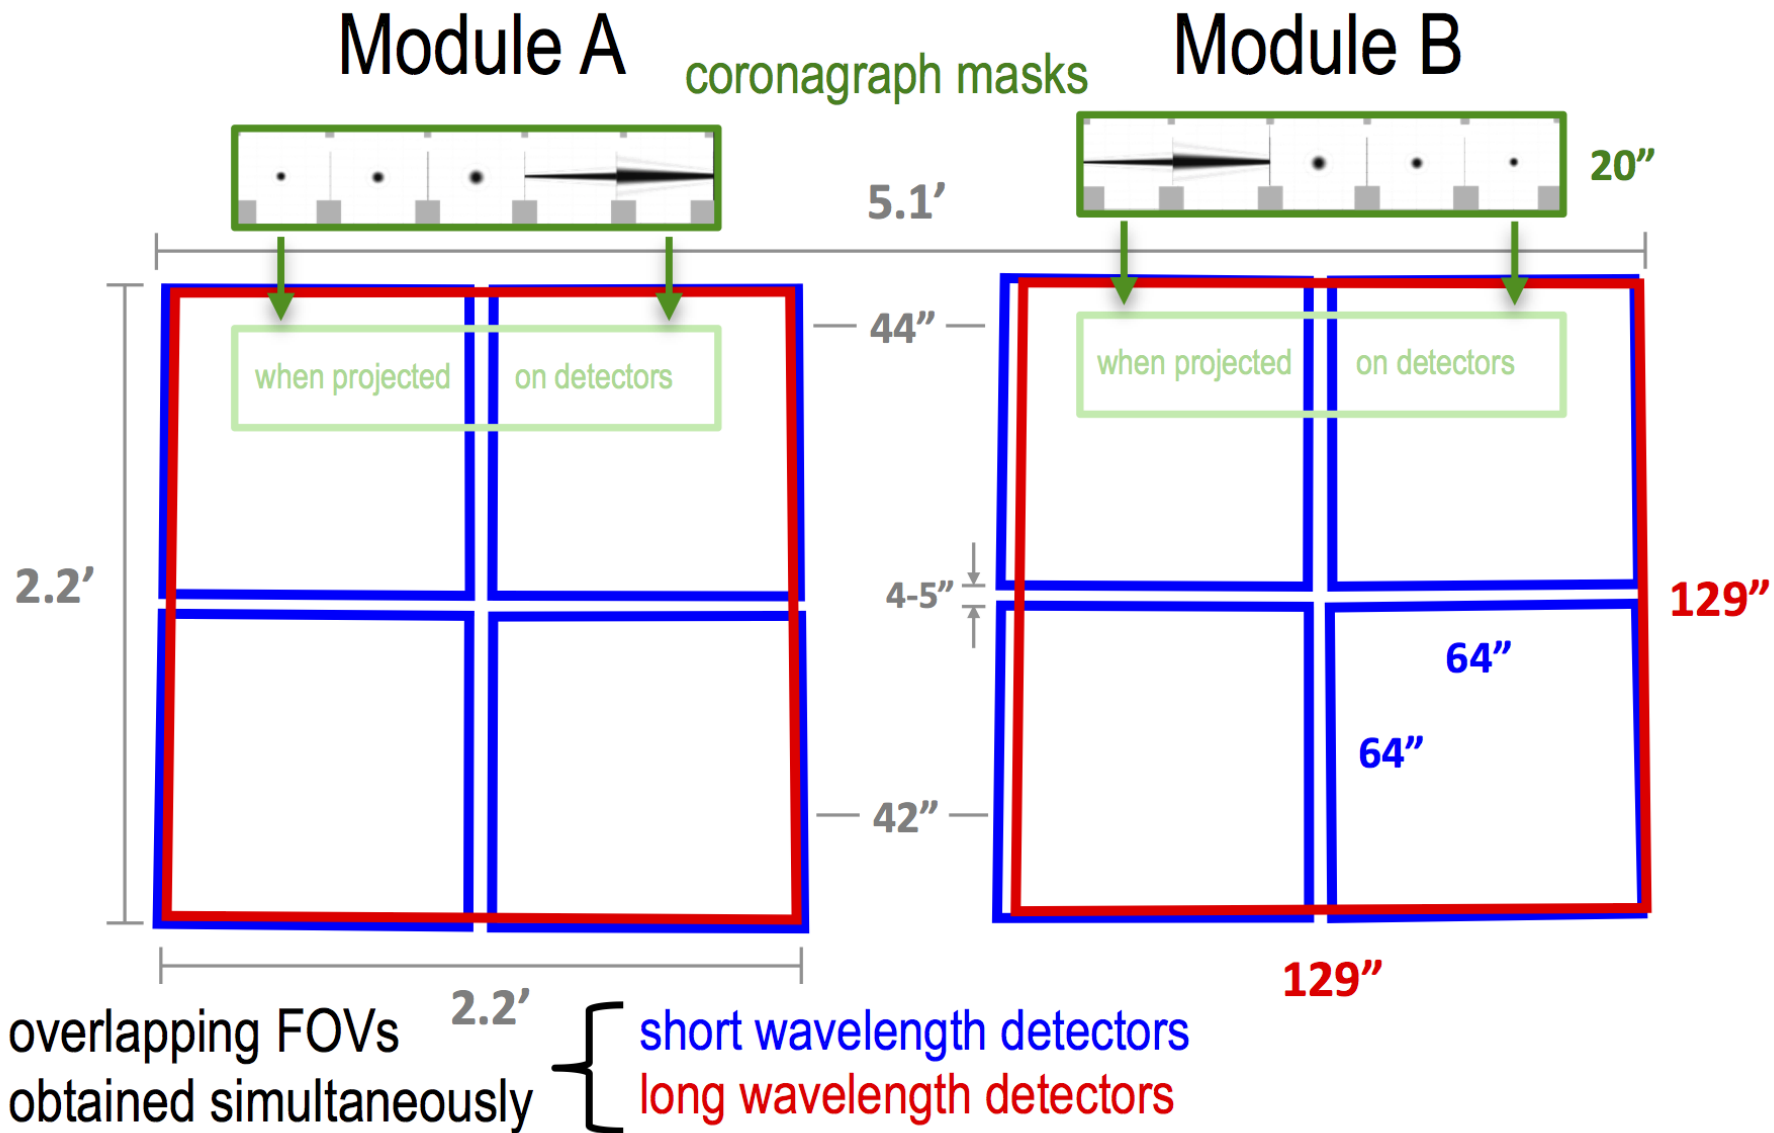 Module A
Module B
coronagraph masks
20”
5.1’
44”
when projected
on detectors
when projected
on detectors
2.2’
4-5”
129”
64”
64”
42”
129”
2.2’
overlapping FOVs
obtained simultaneously
short wavelength detectors
long wavelength detectors